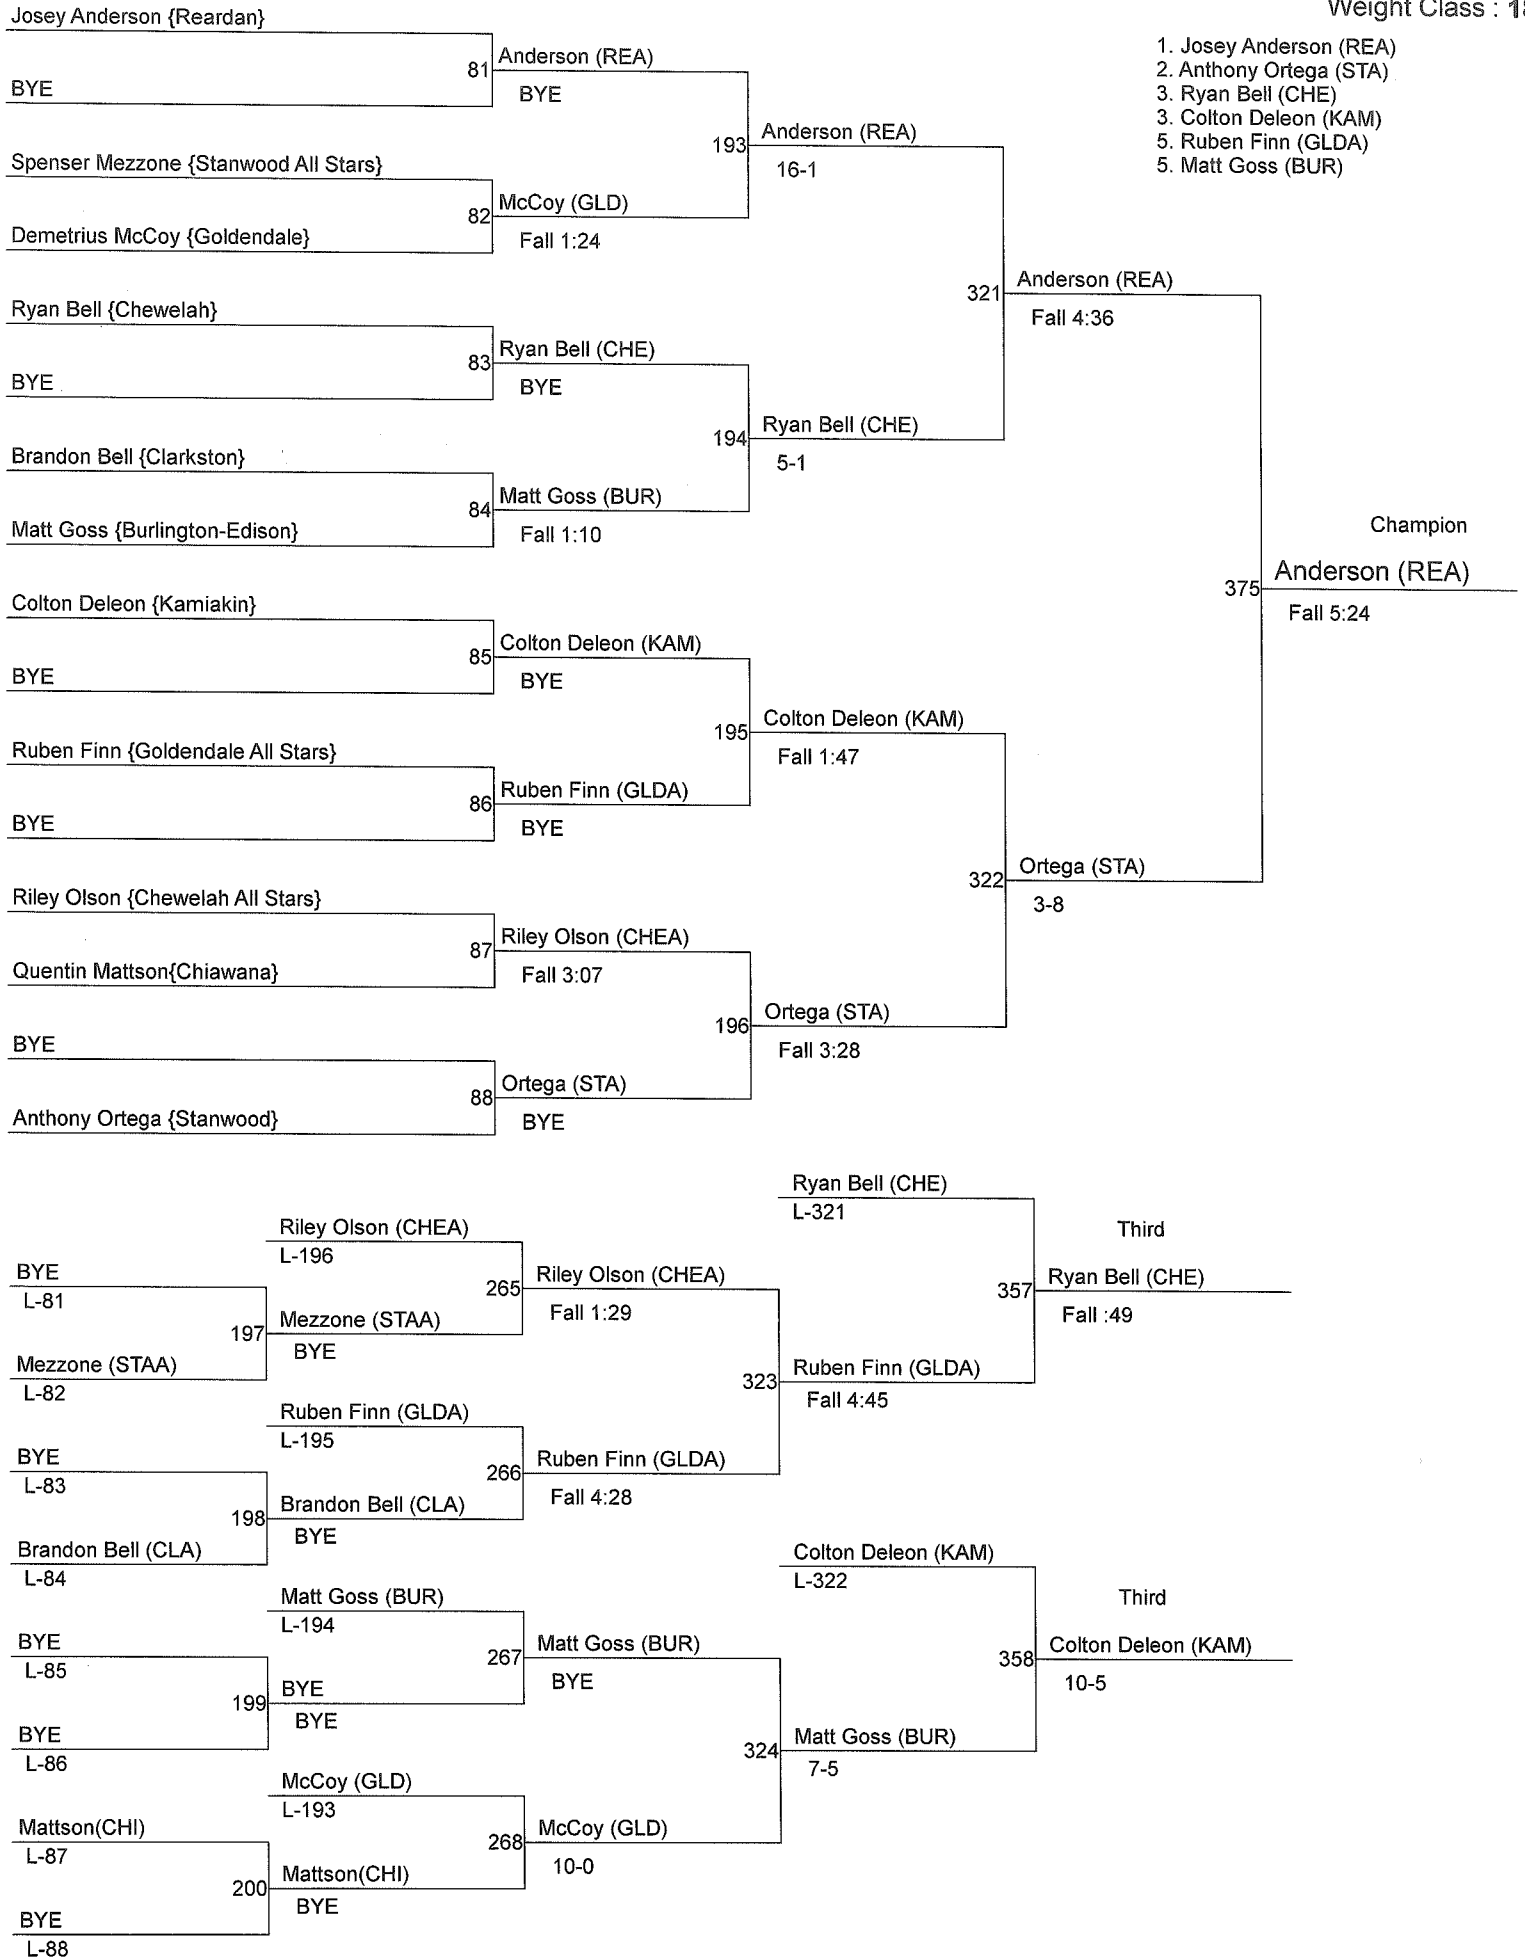 Weight Class : 18
1. Josey Anderson (REA)
2. Anthony Ortega (STA)
3. Ryan Bell (CHE)
3. Colton Deleon (KAM)
5. Ruben Finn (GLDA)
5. Matt Goss (BUR)
Josey Anderson {Reardan}
81
BYE
Anderson (REA)
BYE
Spenser Mezzone {Stanwood All Stars}
82
Demetrius McCoy {Goldendale}
McCoy (GLD)
Fall 1:24
193
Anderson (REA)
16-1
Ryan Bell {Chewelah}
83
BYE
Ryan Bell (CHE)
BYE
Brandon Bell {Clarkston}
84
Matt Goss {Burlington-Edison}
Matt Goss (BUR)
Fall 1:10
194
Ryan Bell (CHE)
5-1
321
Anderson (REA)
Fall 4:36
Colton Deleon {Kamiakin}
85
BYE
Colton Deleon (KAM)
BYE
Ruben Finn {Goldendale All Stars}
86
BYE
Ruben Finn (GLDA)
BYE
195
Colton Deleon (KAM)
Fall 1:47
Riley Olson {Chewelah All Stars}
87
Quentin Mattson{Chiawana}
Riley Olson (CHEA)
Fall 3:07
BYE
88
Anthony Ortega {Stanwood}
Ortega (STA)
BYE
196
Ortega (STA)
Fall 3:28
322
Ortega (STA)
3-8
Champion
375
Anderson (REA)
Fall 5:24
BYE
L-81
197
Mezzone (STAA)
L-82
Riley Olson (CHEA)
L-196
Mezzone (STAA)
BYE
265
Riley Olson (CHEA)
Fall 1:29
BYE
L-83
198
Brandon Bell (CLA)
L-84
Ruben Finn (GLDA)
L-195
Brandon Bell (CLA)
BYE
266
Ruben Finn (GLDA)
Fall 4:28
Ryan Bell (CHE)
L-321
323
Ruben Finn (GLDA)
Fall 4:45
Third
357
Ryan Bell (CHE)
Fall :49
BYE
L-85
199
BYE
L-86
Matt Goss (BUR)
L-194
BYE
BYE
267
Matt Goss (BUR)
BYE
Mattson(CHI)
L-87
200
BYE
L-88
McCoy (GLD)
L-193
Mattson(CHI)
BYE
268
McCoy (GLD)
10-0
Colton Deleon (KAM)
L-322
324
Matt Goss (BUR)
7-5
Third
358
Colton Deleon (KAM)
10-5